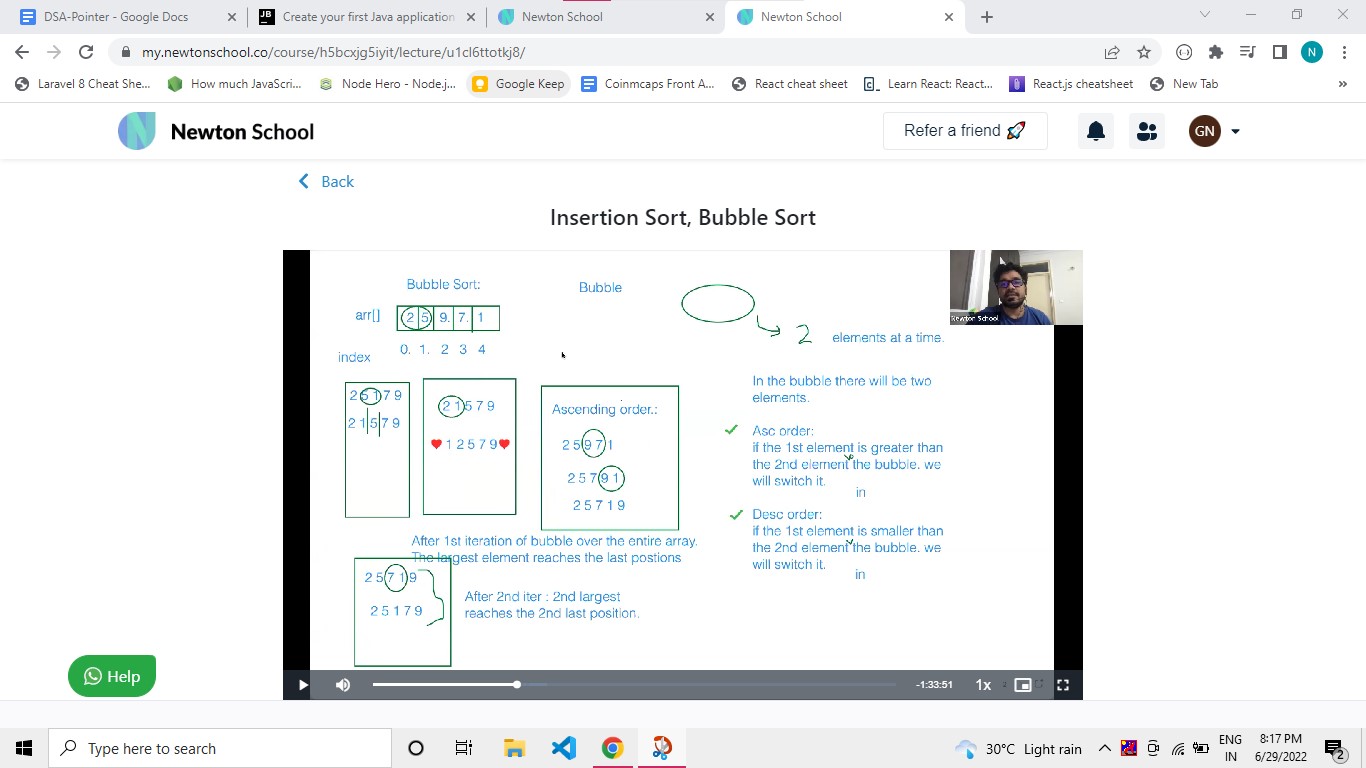 DSA-Pointer - Google Docs
Create your first Java application
Newton School
Newton School
my.newtonschool.co/course/h5bcxjg5iyit/lecture/u1cl6ttotkj8/
N
Laravel 8 Cheat She...
How much JavaScri...
Node Hero - Node.j...
Google Keep
Coinmaps Front A...
React cheat sheet
Learn React: React...
React.js cheatsheet
New Tab
Newton School
Refer a friend
GN
Back
Insertion Sort, Bubble Sort
Bubble Sort:
Bubble
arr[]
2 5 9. 7. 1
2 elements at a time.
index
0. 1. 2 3 4
Newton School
2 5 1 7 9
2 1 5 7 9
2 1 5 7 9
1 2 5 7 9
Ascending order.:
2 5 9 7 1
2 5 7 9 1
2 5 7 1 9
In the bubble there will be two
elements.
Asc order:
if the 1st element is greater than
the 2nd element the bubble. we
will switch it.
in
Desc order:
if the 1st element is smaller than
the 2nd element the bubble. we
will switch it.
in
After 1st iteration of bubble over the entire array.
The largest element reaches the last postions
2 5 7 1 9
2 5 1 7 9
After 2nd iter : 2nd largest
reaches the 2nd last position.
Help
-1:33:51
1x
Type here to search
30°C Light rain
ENG
IN
8:17 PM
6/29/2022
2